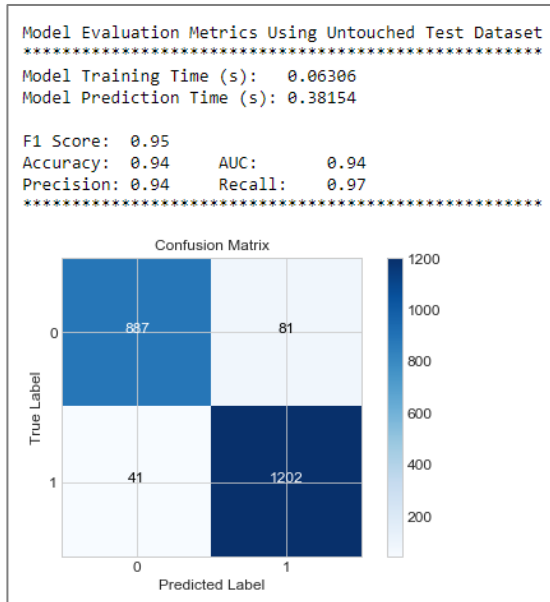 Model Evaluation Metrics Using Untouched Test Dataset
*****************************************************
Model Training Time (s):   0.06306
Model Prediction Time (s): 0.38154
F1 Score:  0.95
Accuracy:  0.94     AUC:       0.94
Precision: 0.94     Recall:    0.97
*****************************************************
Confusion Matrix
1200
1000
800
600
400
200
True Label
0
887
81
1
41
1202
0
1
Predicted Label